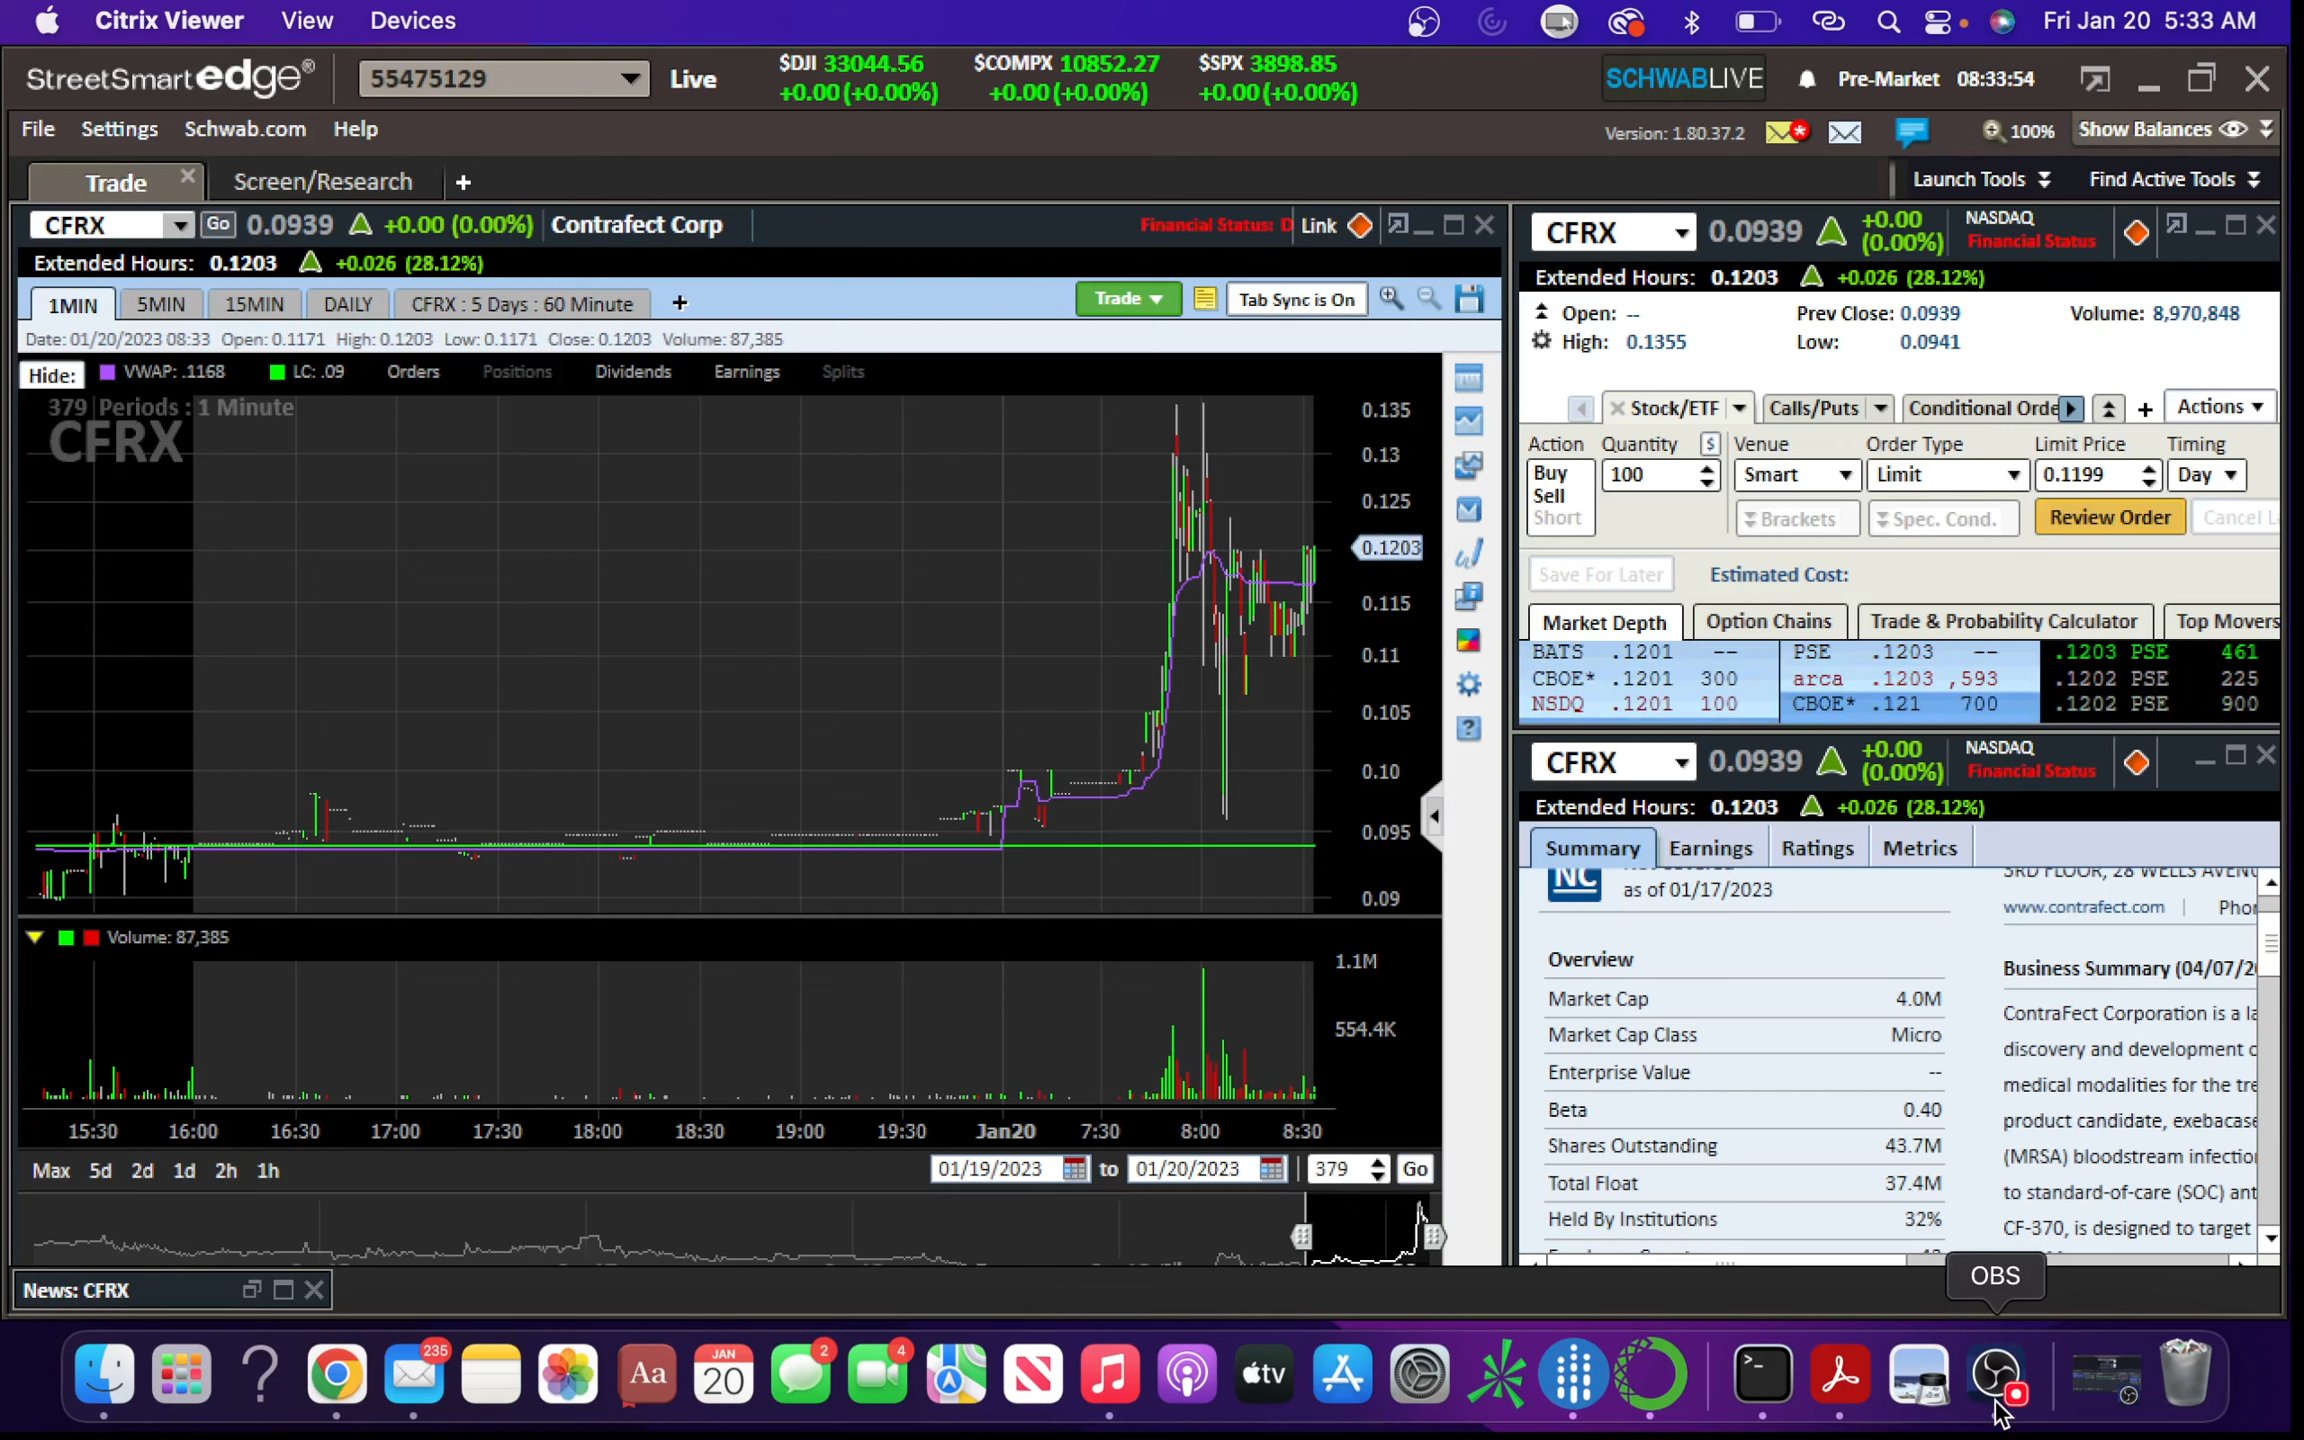 Citrix Viewer View Devices Fri Jan 20 5:33 AM
StreetSmart edge® 55475129 Live $DJI 33044.56 $COMPX 10852.27 $SPX 3898.85 SCHWABLIVE Pre-Market 08:33:54
+0.00 (+0.00%) +0.00 (+0.00%) +0.00 (+0.00%)
File Settings Schwab.com Help Version: 1.80.37.2 100% Show Balances
Trade Screen/Research + Launch Tools Find Active Tools
CFRX Go 0.0939 +0.00 (0.00%) Contrafect Corp Financial Status: D Link
Extended Hours: 0.1203 +0.026 (28.12%)
1MIN 5MIN 15MIN DAILY CFRX : 5 Days : 60 Minute + Trade Tab Sync is On
Date: 01/20/2023 08:33 Open: 0.1171 High: 0.1203 Low: 0.1171 Close: 0.1203 Volume: 87,385
Hide: VWAP: .1168 LC: .09 Orders Positions Dividends Earnings Splits
379 Periods : 1 Minute
CFRX
0.135
0.13
0.125
0.1203
0.115
0.11
0.105
0.10
0.095
0.09
Volume: 87,385
1.1M
554.4K
15:30 16:00 16:30 17:00 17:30 18:00 18:30 19:00 19:30 Jan20 7:30 8:00 8:30
Max 5d 2d 1d 2h 1h 01/19/2023 to 01/20/2023 379 Go
News: CFRX
CFRX 0.0939 +0.00 (0.00%) NASDAQ
Financial Status
Extended Hours: 0.1203 +0.026 (28.12%)
Open: -- Prev Close: 0.0939 Volume: 8,970,848
High: 0.1355 Low: 0.0941
Stock/ETF Calls/Puts Conditional Orde + Actions
Action Quantity $ Venue Order Type Limit Price Timing
Buy 100 Smart Limit 0.1199 Day
Sell
Short Brackets Spec. Cond. Review Order Cancel L
Save For Later Estimated Cost:
Market Depth Option Chains Trade & Probability Calculator Top Movers
BATS .1201 -- PSE .1203 -- .1203 PSE 461
CBOE* .1201 300 arca .1203 ,593 .1202 PSE 225
NSDQ .1201 100 CBOE* .121 700 .1202 PSE 900
CFRX 0.0939 +0.00 (0.00%) NASDAQ
Financial Status
Extended Hours: 0.1203 +0.026 (28.12%)
Summary Earnings Ratings Metrics
NC
as of 01/17/2023
Overview
Market Cap 4.0M
Market Cap Class Micro
Enterprise Value --
Beta 0.40
Shares Outstanding 43.7M
Total Float 37.4M
Held By Institutions 32%
3RD FLOOR, 28 WELLS AVENU
www.contrafect.com | Phor
Business Summary (04/07/2
ContraFect Corporation is a la
discovery and development o
medical modalities for the tre
product candidate, exebacase
(MRSA) bloodstream infection
to standard-of-care (SOC) ant
CF-370, is designed to target
OBS
235
Aa
JAN
20
2
4
tv